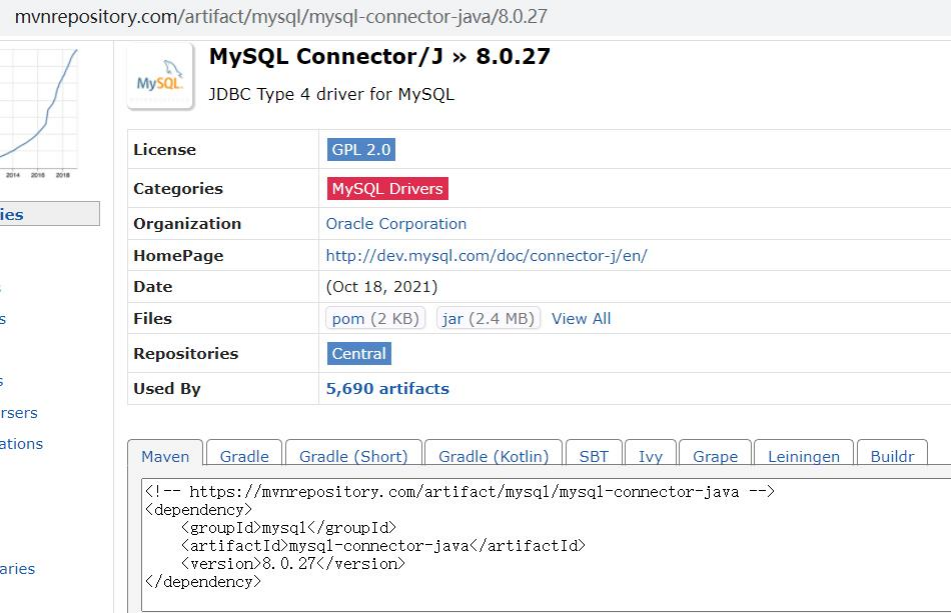 mvnrepository.com/artifact/mysql/mysql-connector-java/8.0.27
MySQL Connector/J » 8.0.27
MySQL
JDBC Type 4 driver for MySQL
2014 2016 2018
License GPL 2.0
Categories MySQL Drivers
ies
Organization Oracle Corporation
HomePage http://dev.mysql.com/doc/connector-j/en/
Date (Oct 18, 2021)
s
Files pom (2 KB) jar (2.4 MB) View All
s
Repositories Central
s
Used By 5,690 artifacts
rsers
ations
Maven Gradle Gradle (Short) Gradle (Kotlin) SBT Ivy Grape Leiningen Buildr
<!-- https://mvnrepository.com/artifact/mysql/mysql-connector-java -->
<dependency>
    <groupId>mysql</groupId>
    <artifactId>mysql-connector-java</artifactId>
    <version>8.0.27</version>
aries
</dependency>